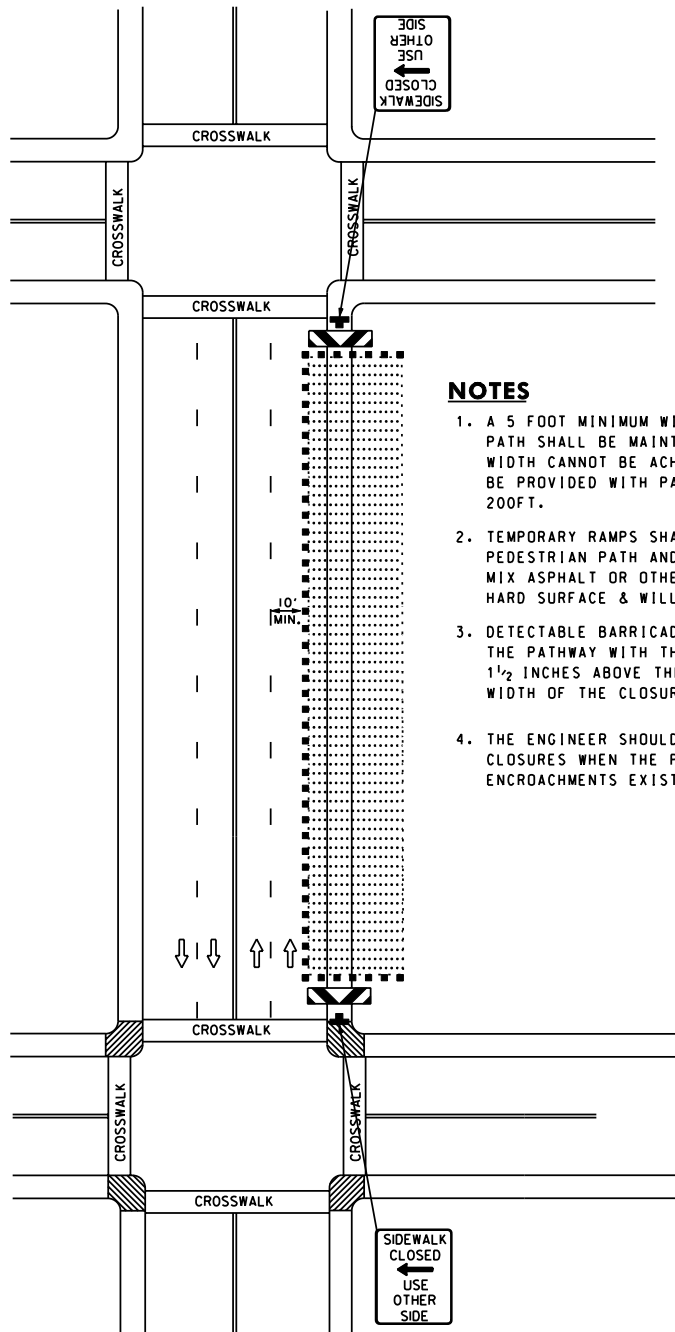 SIDEWALK
CLOSED
USE
OTHER
SIDE
CROSSWALK
CROSSWALK
CROSSWALK
CROSSWALK
NOTES
1. A 5 FOOT MINIMUM WI
PATH SHALL BE MAINT
WIDTH CANNOT BE ACH
BE PROVIDED WITH PA
200FT.
2. TEMPORARY RAMPS SHA
PEDESTRIAN PATH AND
MIX ASPHALT OR OTHE
HARD SURFACE & WILL
3. DETECTABLE BARRICAD
THE PATHWAY WITH TH
1 1/2 INCHES ABOVE TH
WIDTH OF THE CLOSUR
4. THE ENGINEER SHOULD
CLOSURES WHEN THE P
ENCROACHMENTS EXIST
10'
MIN.
CROSSWALK
CROSSWALK
CROSSWALK
CROSSWALK
SIDEWALK
CLOSED
USE
OTHER
SIDE